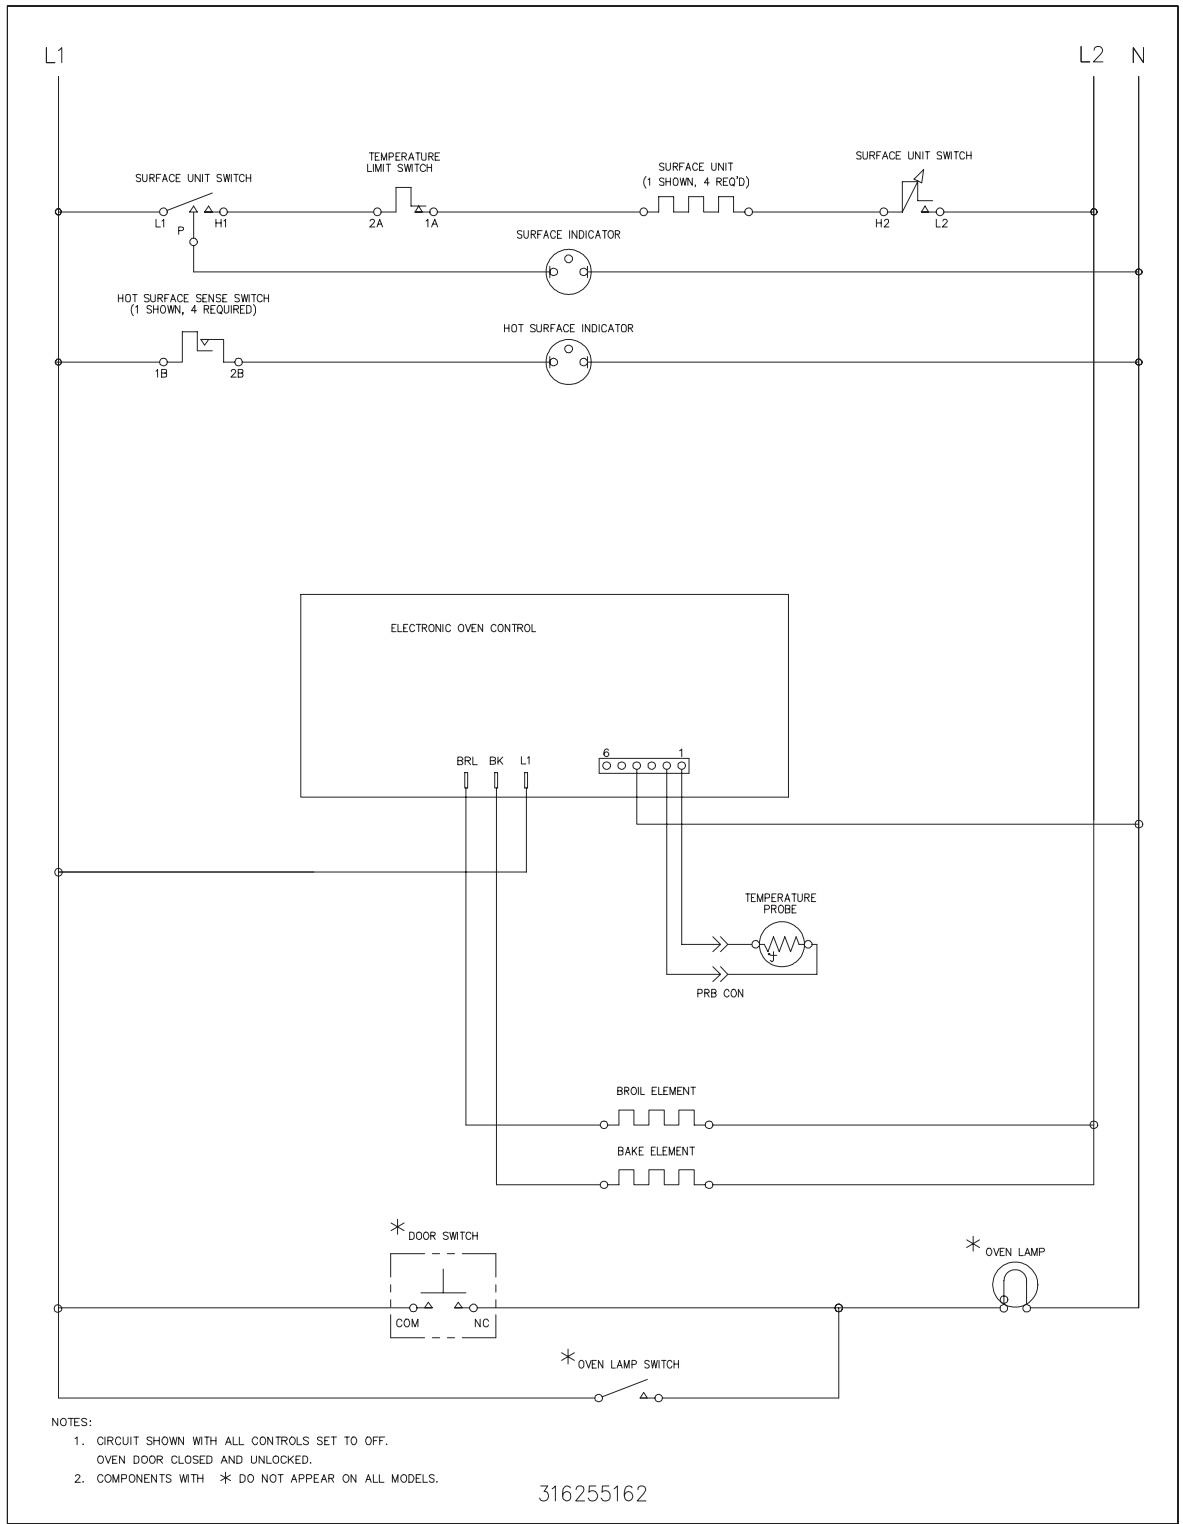 L1
L2 N
TEMPERATURE
LIMIT SWITCH
SURFACE UNIT SWITCH
SURFACE UNIT
(1 SHOWN, 4 REQ'D)
SURFACE UNIT SWITCH
L1
P
H1
2A
1A
H2
L2
SURFACE INDICATOR
HOT SURFACE SENSE SWITCH
(1 SHOWN, 4 REQUIRED)
HOT SURFACE INDICATOR
1B
2B
ELECTRONIC OVEN CONTROL
BRL BK L1
6 1
TEMPERATURE
PROBE
PRB CON
BROIL ELEMENT
BAKE ELEMENT
* DOOR SWITCH
* OVEN LAMP
COM NC
* OVEN LAMP SWITCH
NOTES:
1. CIRCUIT SHOWN WITH ALL CONTROLS SET TO OFF.
OVEN DOOR CLOSED AND UNLOCKED.
2. COMPONENTS WITH * DO NOT APPEAR ON ALL MODELS.
316255162